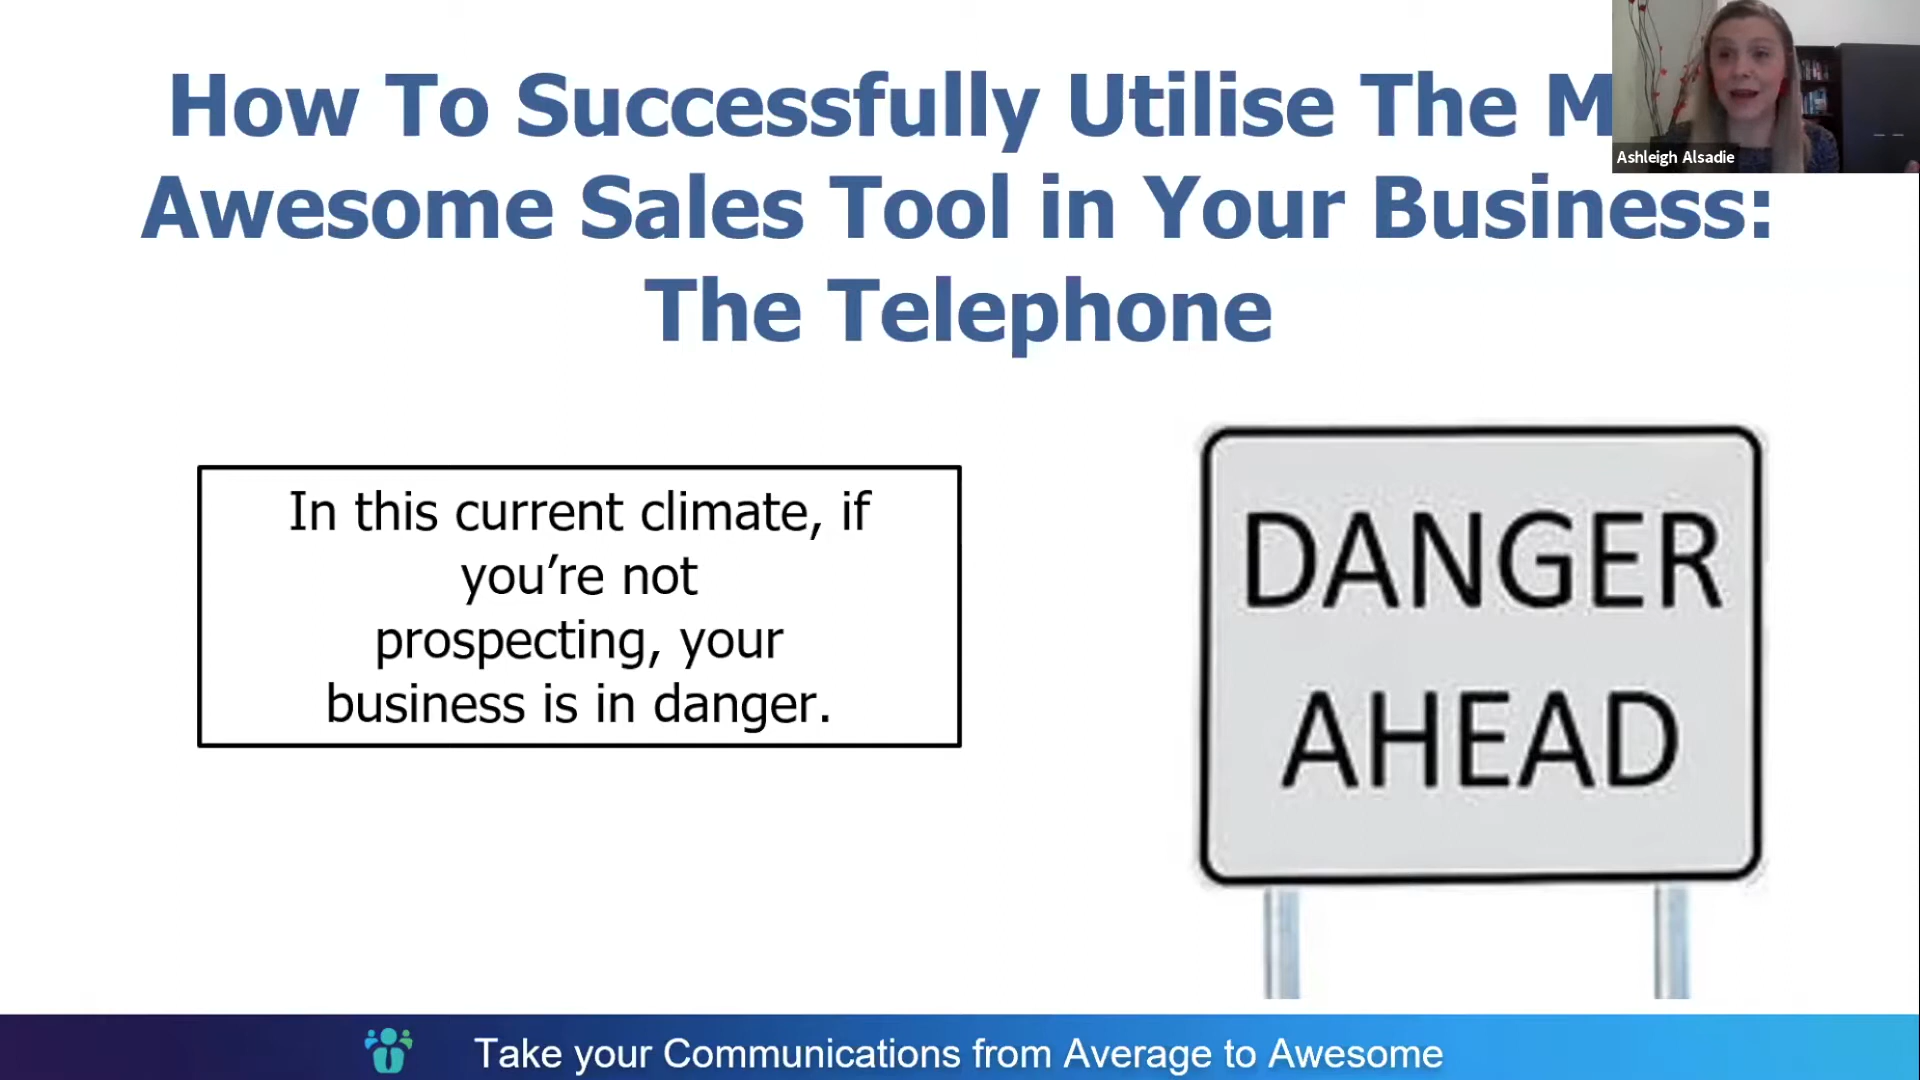 How To Successfully Utilise The M
Ashleigh Alsadie
Awesome Sales Tool in Your Business:
The Telephone
In this current climate, if
you’re not
prospecting, your
business is in danger.
DANGER
AHEAD
Take your Communications from Average to Awesome